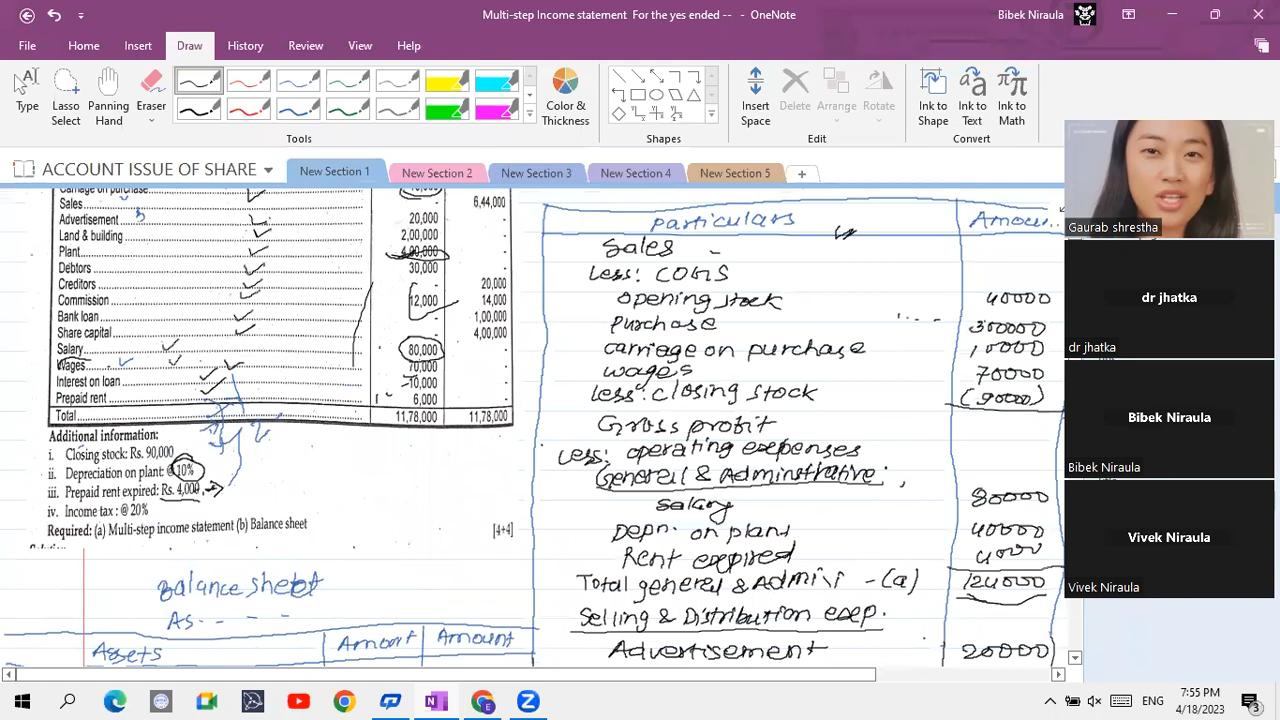 Multi-step Income statement For the yes ended -- - OneNote
Bibek Niraula
File Home Insert Draw History Review View Help
Type
Lasso Select
Panning Hand
Eraser
Tools
Shapes
Color & Thickness
Insert Space
Delete
Arrange
Rotate
Edit
Ink to Shape
Ink to Text
Ink to Math
Convert
ACCOUNT ISSUE OF SHARE
New Section 1
New Section 2
New Section 3
New Section 4
New Section 5
Carriage on purchase
Sales 6,44,000
Advertisement 20,000
Land & building 2,00,000
Plant
Debtors 30,000
Creditors 20,000
Commission 12,000 14,000
Bank loan 1,00,000
Share capital 4,00,000
Salary 80,000
Wages 70,000
Interest on loan 10,000
Prepaid rent 6,000
Total 11,78,000 11,78,000
Additional information:
i. Closing stock: Rs. 90,000
ii. Depreciation on plant: @ 10%
iii. Prepaid rent expired: Rs. 4,000
iv. Income tax : @ 20%
Required: (a) Multi-step income statement (b) Balance sheet [4+4]
Balance sheet
As
Assets Amount Amount
Particulars
Sales -
Less: COGS
opening stock 40000
Purchase 300000
carriage on purchase
wages 70000
Less: closing stock (90000)
Gross profit
Less: operating expenses
General & Adminstrative
salary 80000
Depn. on plant 40000
Rent expired 4000
Total general & Admini - (a) 124000
Selling & Distribution exp.
Advertisement 20000
Gaurab shrestha
dr jhatka
dr jhatka
Bibek Niraula
Bibek Niraula
Vivek Niraula
Vivek Niraula
ENG
7:55 PM
4/18/2023
3